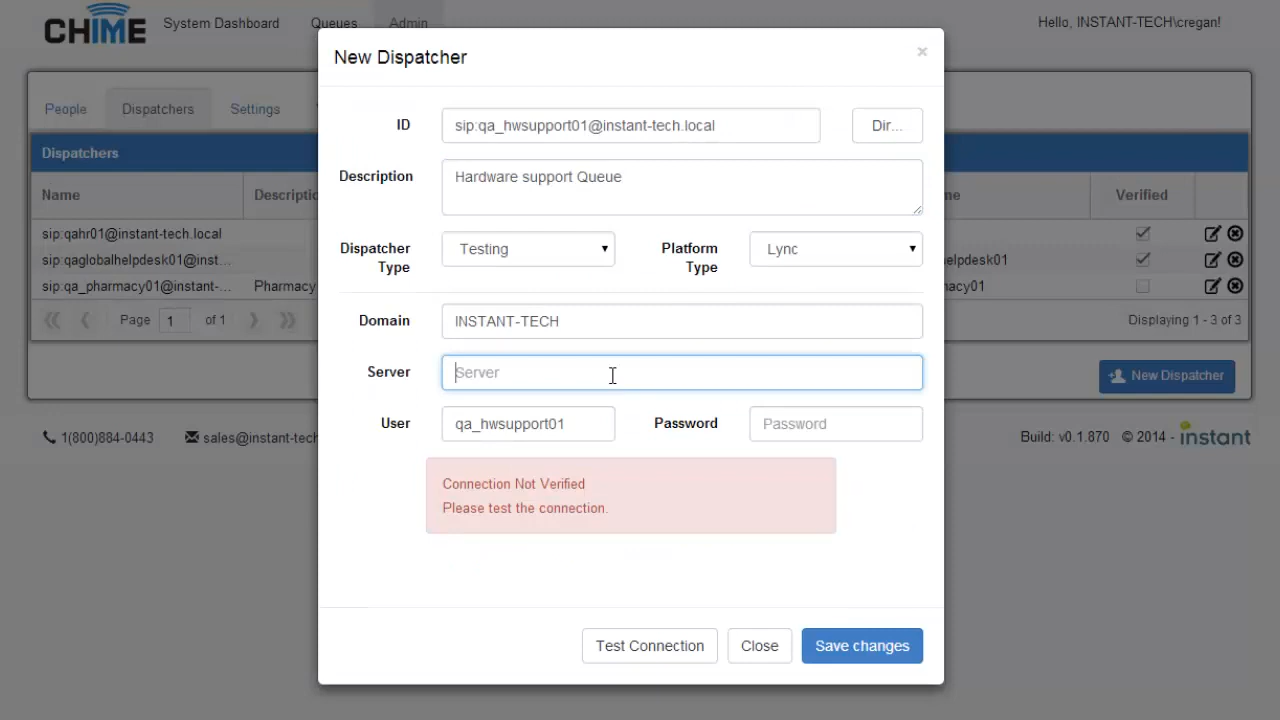 CHIME System Dashboard Queues Admin Hello, INSTANT-TECH\cregan!
New Dispatcher ×
People Dispatchers Settings
ID sip:qa_hwsupport01@instant-tech.local Dir...
Description Hardware support Queue
Dispatchers
Name Descriptio Verified
sip:qahr01@instant-tech.local
sip:qaglobalhelpdesk01@inst... elpdesk01
sip:qa_pharmacy01@instant-... Pharmacy macy01
Page 1 of 1 Displaying 1 - 3 of 3
New Dispatcher
Dispatcher Type Testing Platform Type Lync
Domain INSTANT-TECH
Server Server
User qa_hwsupport01 Password Password
1(800)884-0443 sales@instant-tech Build: v0.1.870 © 2014 - instant
Connection Not Verified
Please test the connection.
Test Connection Close Save changes